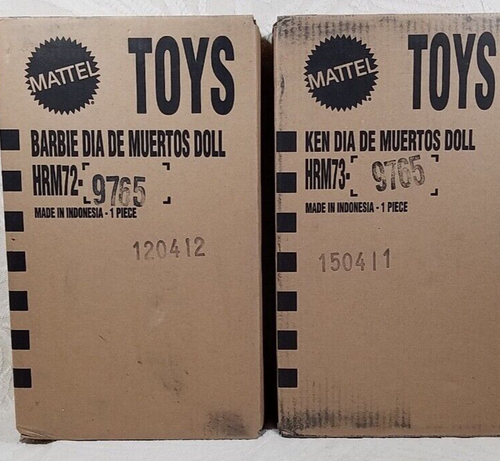 MATTEL TOYS
BARBIE DIA DE MUERTOS DOLL
HRM72- 9765
MADE IN INDONESIA - 1 PIECE
120412
MATTEL TOYS
KEN DIA DE MUERTOS DOLL
HRM73- 9765
MADE IN INDONESIA - 1 PIECE
150411